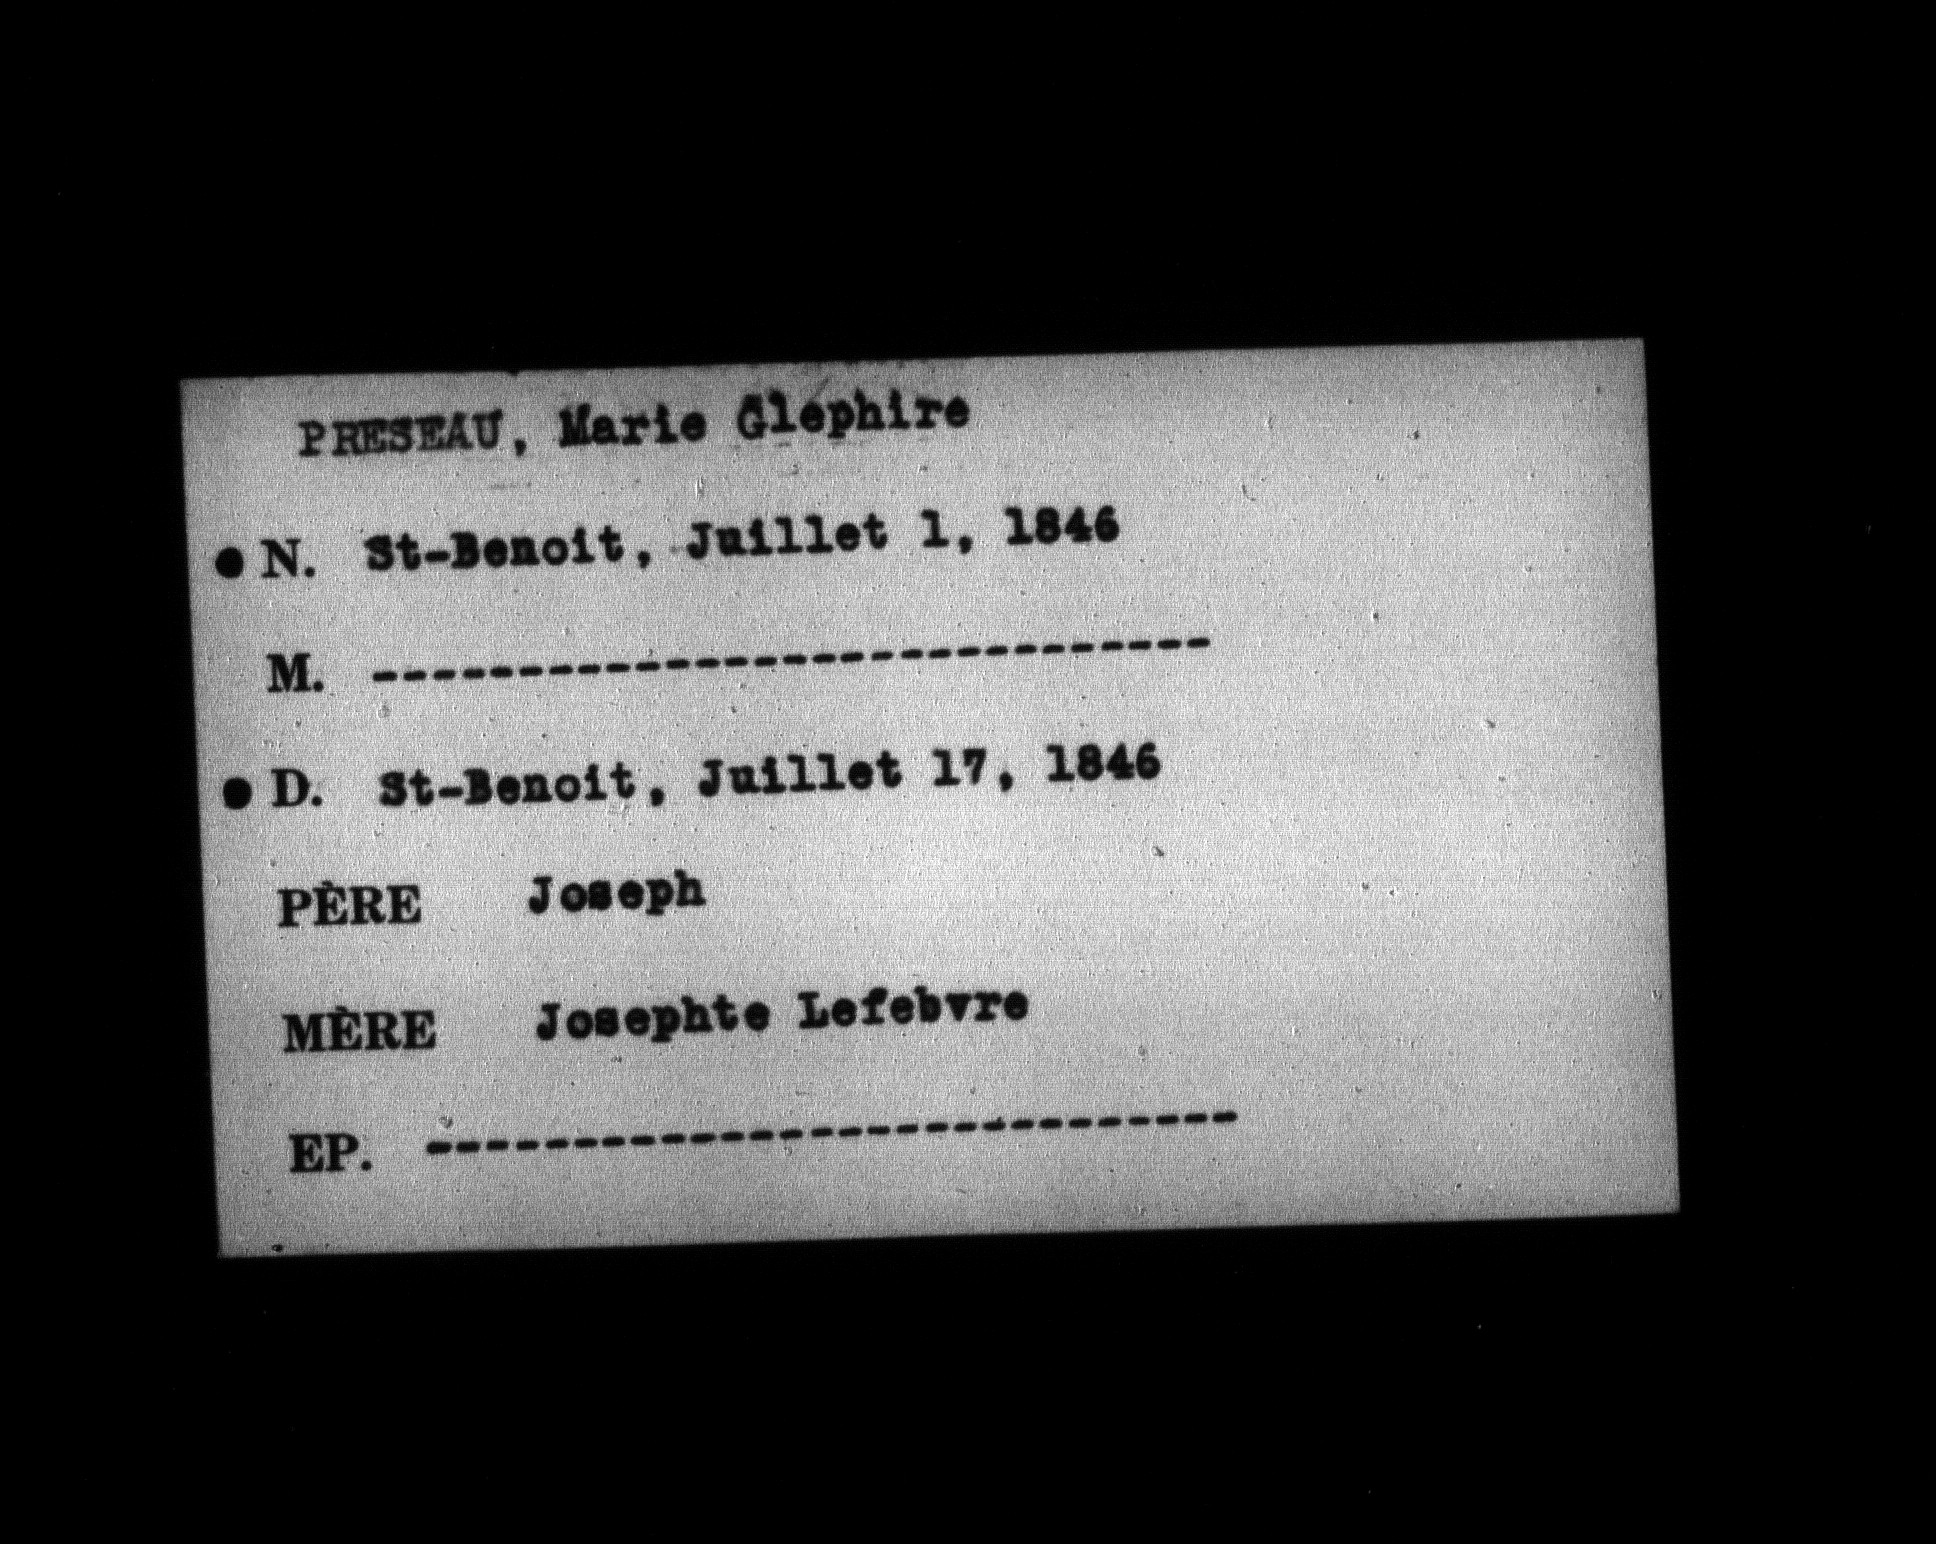 PRESEAU, Marie Glephire
● N. St-Benoit, Juillet 1, 1846
M. -----------------------------
● D. St-Benoit, Juillet 17, 1846
PÈRE Joseph
MÈRE Josephte Lefebvre
EP. ----------------------------